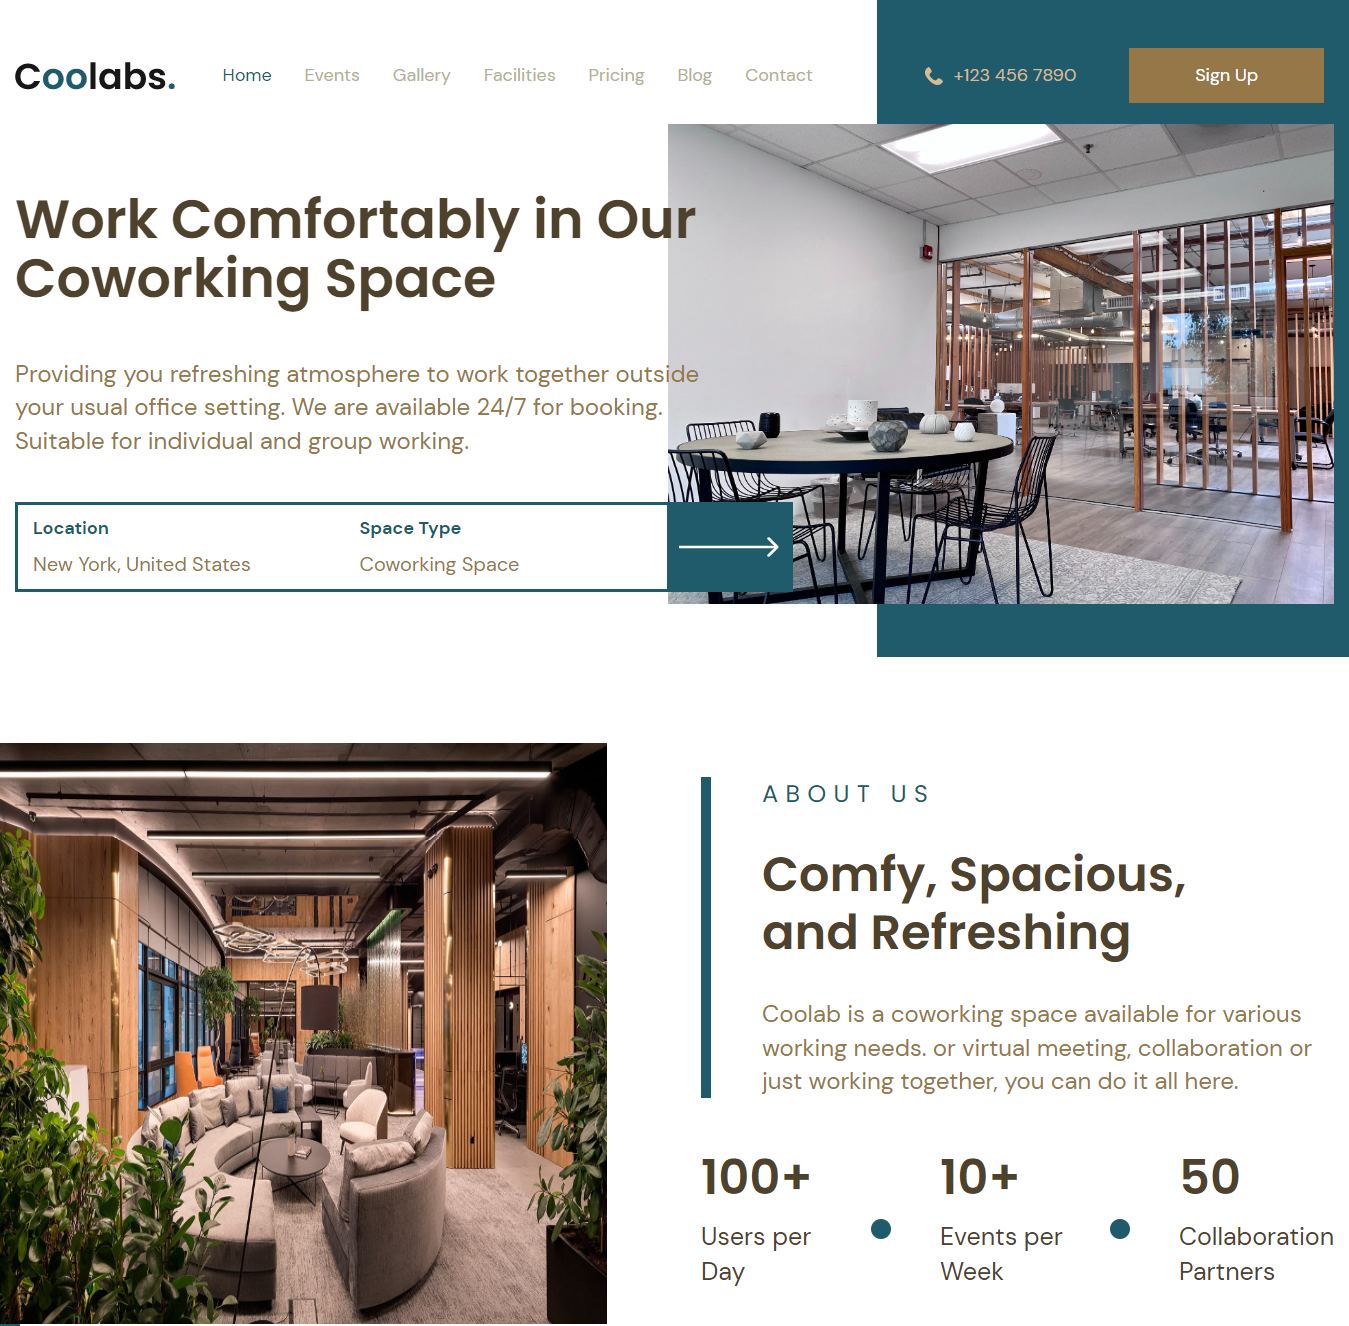 Coolabs.
Home Events Gallery Facilities Pricing Blog Contact
+123 456 7890
Sign Up
Work Comfortably in Our
Coworking Space
Providing you refreshing atmosphere to work together outside
your usual office setting. We are available 24/7 for booking.
Suitable for individual and group working.
Location
New York, United States
Space Type
Coworking Space
ABOUT US
Comfy, Spacious,
and Refreshing
Coolab is a coworking space available for various
working needs. or virtual meeting, collaboration or
just working together, you can do it all here.
100+
Users per
Day
10+
Events per
Week
50
Collaboration
Partners